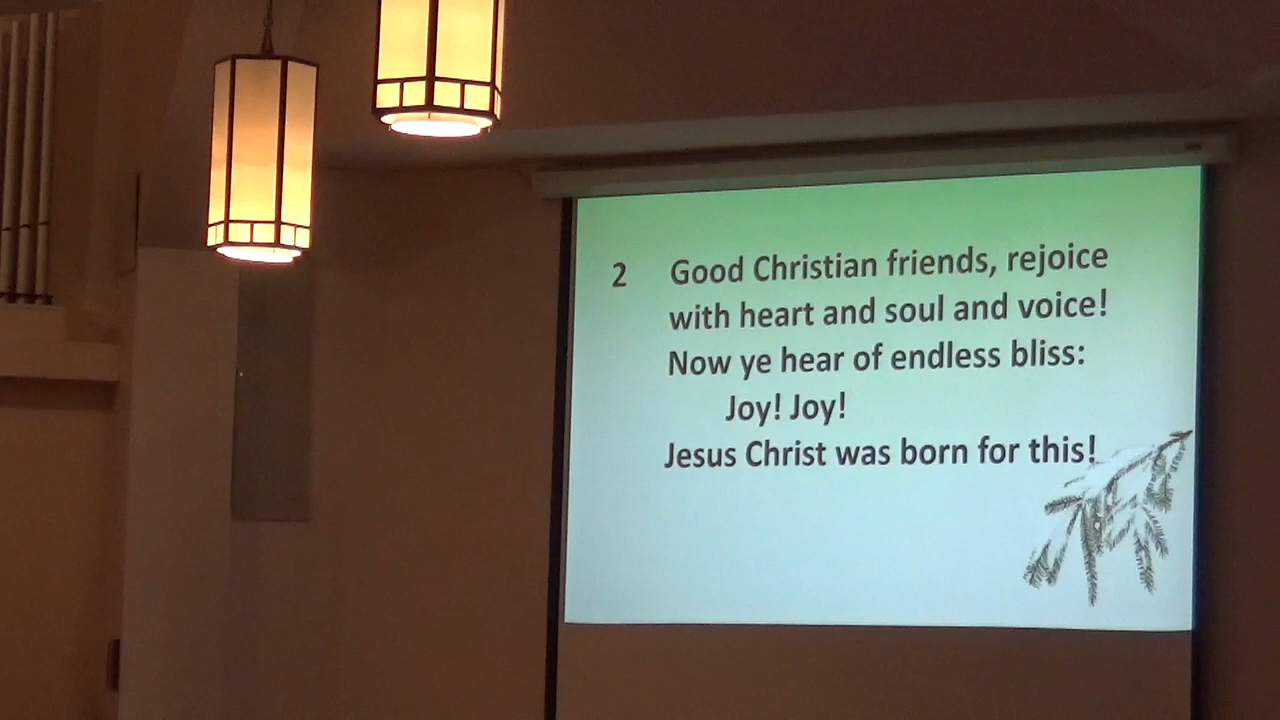 2 Good Christian friends, rejoice
with heart and soul and voice!
Now ye hear of endless bliss:
Joy! Joy!
Jesus Christ was born for this!